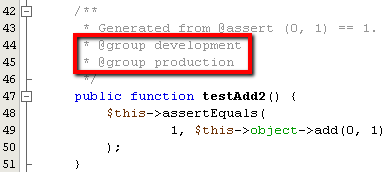 42 /**
43 * Generated from @assert (0, 1) == 1.
44 * @group development
45 * @group production
46 */
47 public function testAdd2() {
48 $this->assertEquals(
49 1, $this->object->add(0, 1)
50 );
51 }